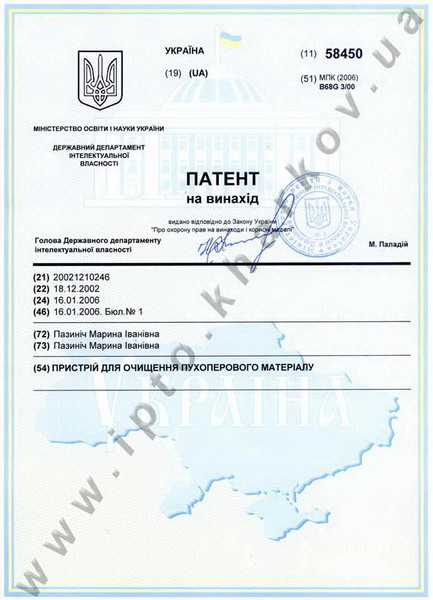 УКРАЇНА
(19) (UA)
(11) 58450
(51) МПК (2006)
B68G 3/00
МІНІСТЕРСТВО ОСВІТИ І НАУКИ УКРАЇНИ
ДЕРЖАВНИЙ ДЕПАРТАМЕНТ
ІНТЕЛЕКТУАЛЬНОЇ
ВЛАСНОСТІ
ПАТЕНТ
на винахід
видано відповідно до Закону України
"Про охорону прав на винаходи і корисні моделі"
Голова Державного департаменту
інтелектуальної власності
М. Паладій
(21) 20021210246
(22) 18.12.2002
(24) 16.01.2006
(46) 16.01.2006. Бюл.№ 1
(72) Пазиніч Марина Іванівна
(73) Пазиніч Марина Іванівна
(54) ПРИСТРІЙ ДЛЯ ОЧИЩЕННЯ ПУХОПЕРОВОГО МАТЕРІАЛУ
УКРАЇНА
www.ipto.kharkov.ua